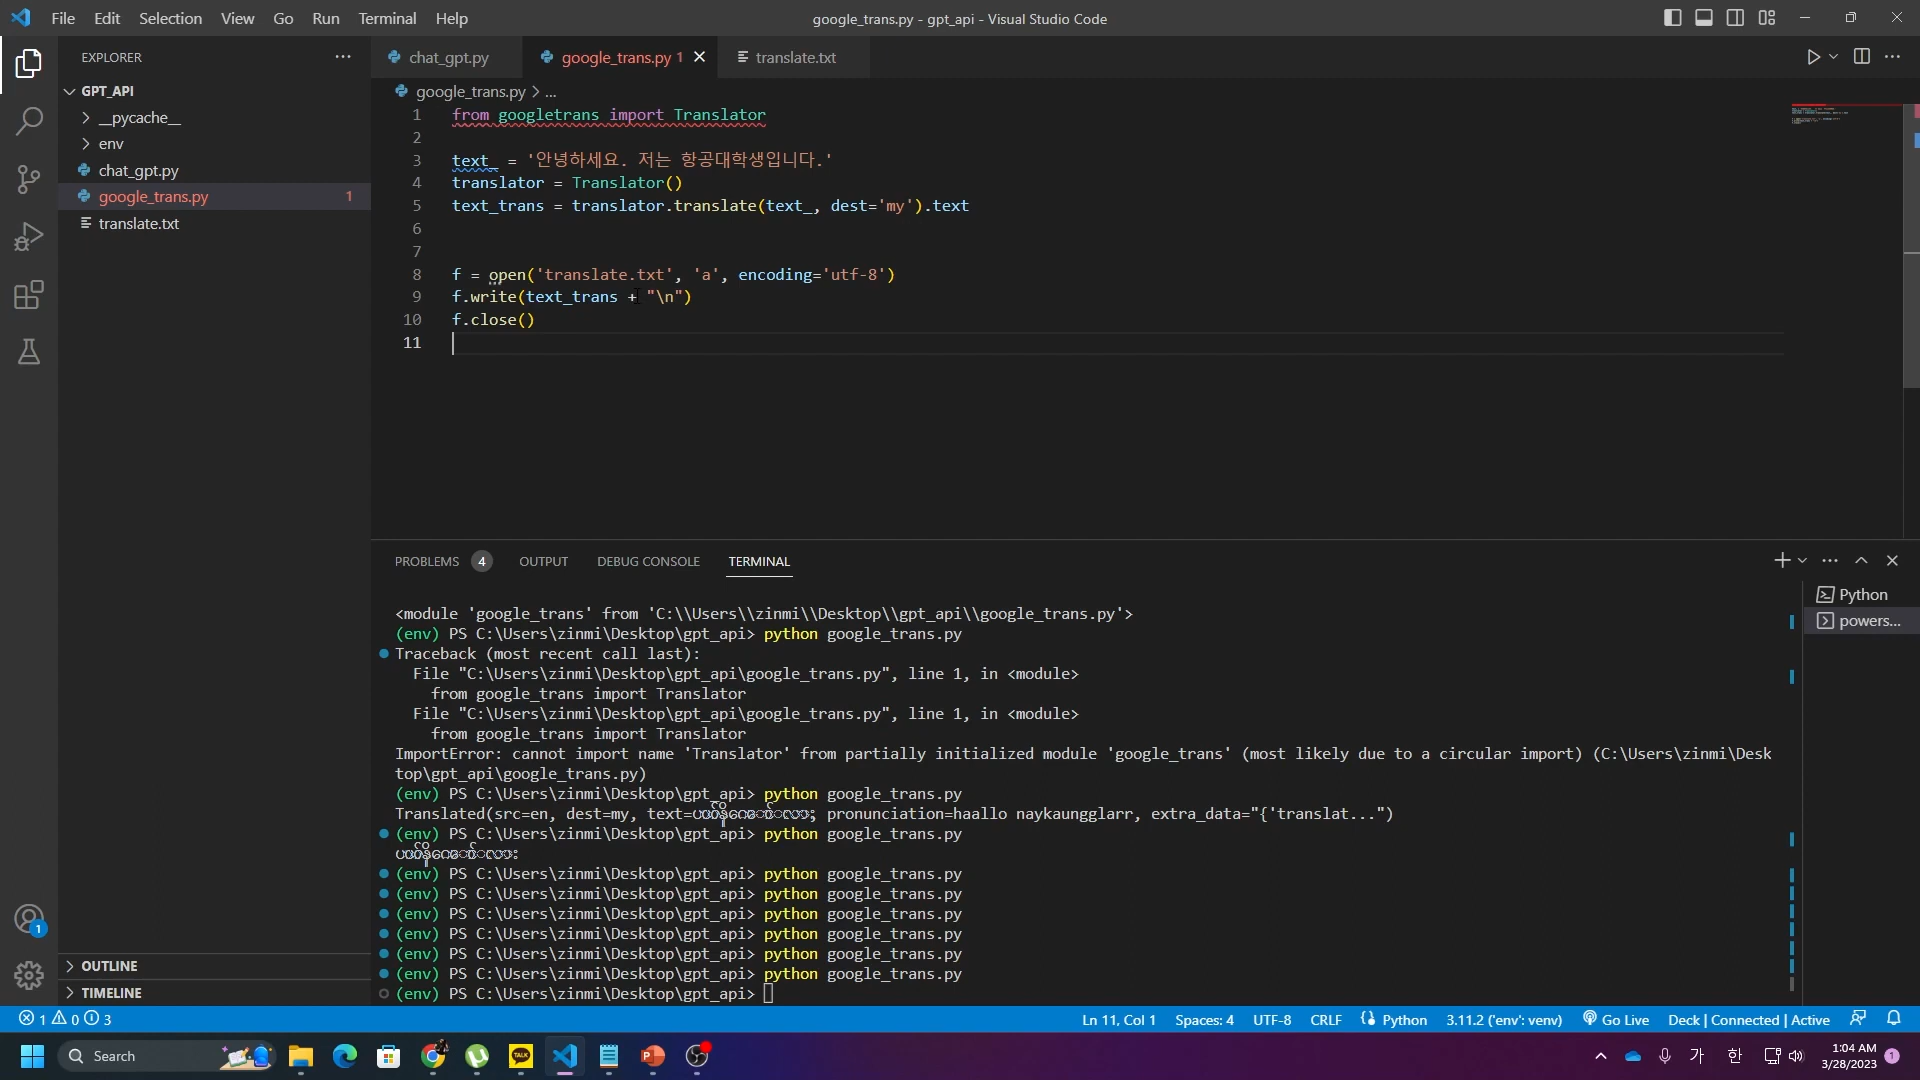 File Edit Selection View Go Run Terminal Help
google_trans.py - gpt_api - Visual Studio Code
EXPLORER
GPT_API
__pycache__
env
chat_gpt.py
google_trans.py 1
translate.txt
OUTLINE
TIMELINE
chat_gpt.py google_trans.py 1 translate.txt
google_trans.py > ...
1 from googletrans import Translator
2
3 text_ = '안녕하세요. 저는 항공대학생입니다.'
4 translator = Translator()
5 text_trans = translator.translate(text_, dest='my').text
6
7
8 f = open('translate.txt', 'a', encoding='utf-8')
9 f.write(text_trans + "\n")
10 f.close()
11
PROBLEMS 4 OUTPUT DEBUG CONSOLE TERMINAL
<module 'google_trans' from 'C:\\Users\\zinmi\\Desktop\\gpt_api\\google_trans.py'>
(env) PS C:\Users\zinmi\Desktop\gpt_api> python google_trans.py
Traceback (most recent call last):
File "C:\Users\zinmi\Desktop\gpt_api\google_trans.py", line 1, in <module>
from google_trans import Translator
File "C:\Users\zinmi\Desktop\gpt_api\google_trans.py", line 1, in <module>
from google_trans import Translator
ImportError: cannot import name 'Translator' from partially initialized module 'google_trans' (most likely due to a circular import) (C:\Users\zinmi\Desk
top\gpt_api\google_trans.py)
(env) PS C:\Users\zinmi\Desktop\gpt_api> python google_trans.py
Translated(src=en, dest=my, text= pronunciation=haallo naykaungglarr, extra_data="{'translat...")
(env) PS C:\Users\zinmi\Desktop\gpt_api> python google_trans.py
(env) PS C:\Users\zinmi\Desktop\gpt_api> python google_trans.py
(env) PS C:\Users\zinmi\Desktop\gpt_api> python google_trans.py
(env) PS C:\Users\zinmi\Desktop\gpt_api> python google_trans.py
(env) PS C:\Users\zinmi\Desktop\gpt_api> python google_trans.py
(env) PS C:\Users\zinmi\Desktop\gpt_api> python google_trans.py
(env) PS C:\Users\zinmi\Desktop\gpt_api> python google_trans.py
(env) PS C:\Users\zinmi\Desktop\gpt_api>
Python
powers...
1 0 3
Ln 11, Col 1 Spaces: 4 UTF-8 CRLF Python 3.11.2 ('env': venv) Go Live Deck | Connected | Active
1
Search
TALK
가 한
1:04 AM
3/28/2023
1